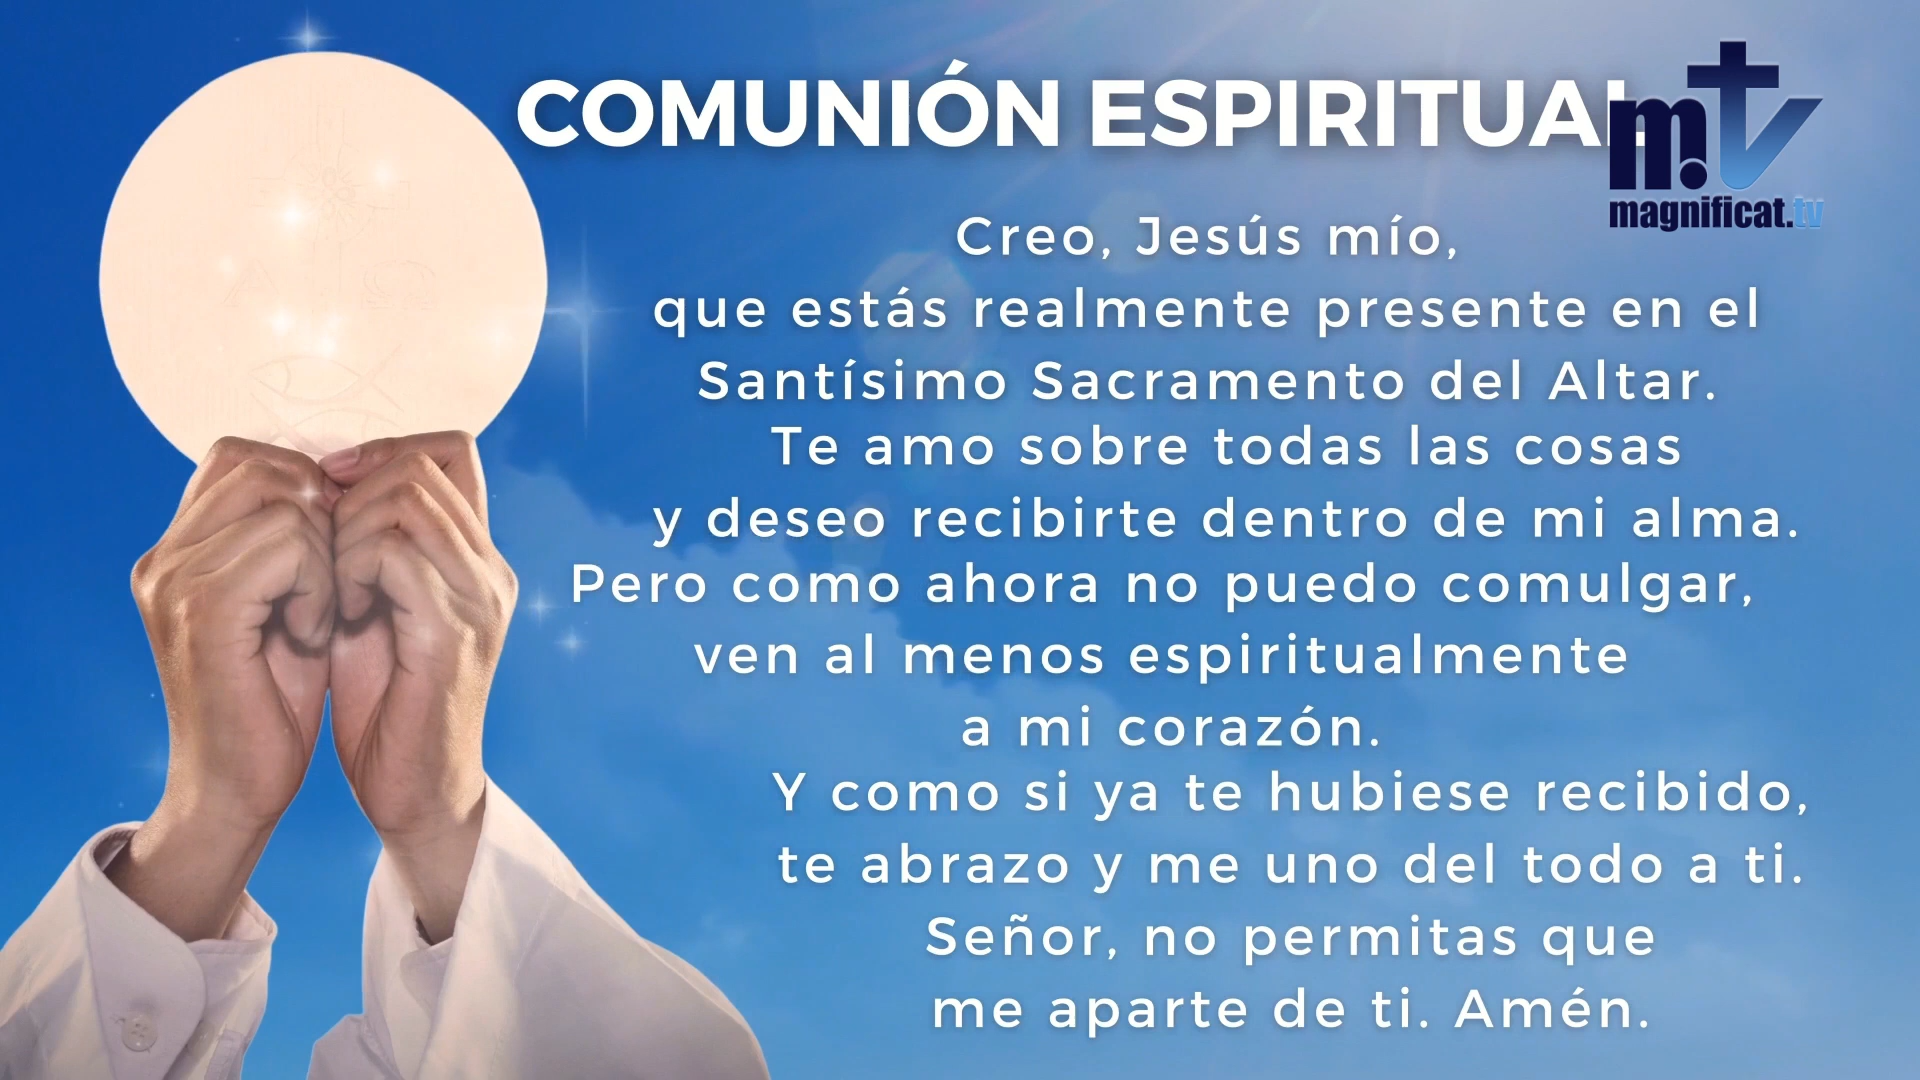 COMUNIÓN ESPIRITUAL
m.tv
magnificat.tv
Creo, Jesús mío,
que estás realmente presente en el
Santísimo Sacramento del Altar.
Te amo sobre todas las cosas
y deseo recibirte dentro de mi alma.
Pero como ahora no puedo comulgar,
ven al menos espiritualmente
a mi corazón.
Y como si ya te hubiese recibido,
te abrazo y me uno del todo a ti.
Señor, no permitas que
me aparte de ti. Amén.
A Ω